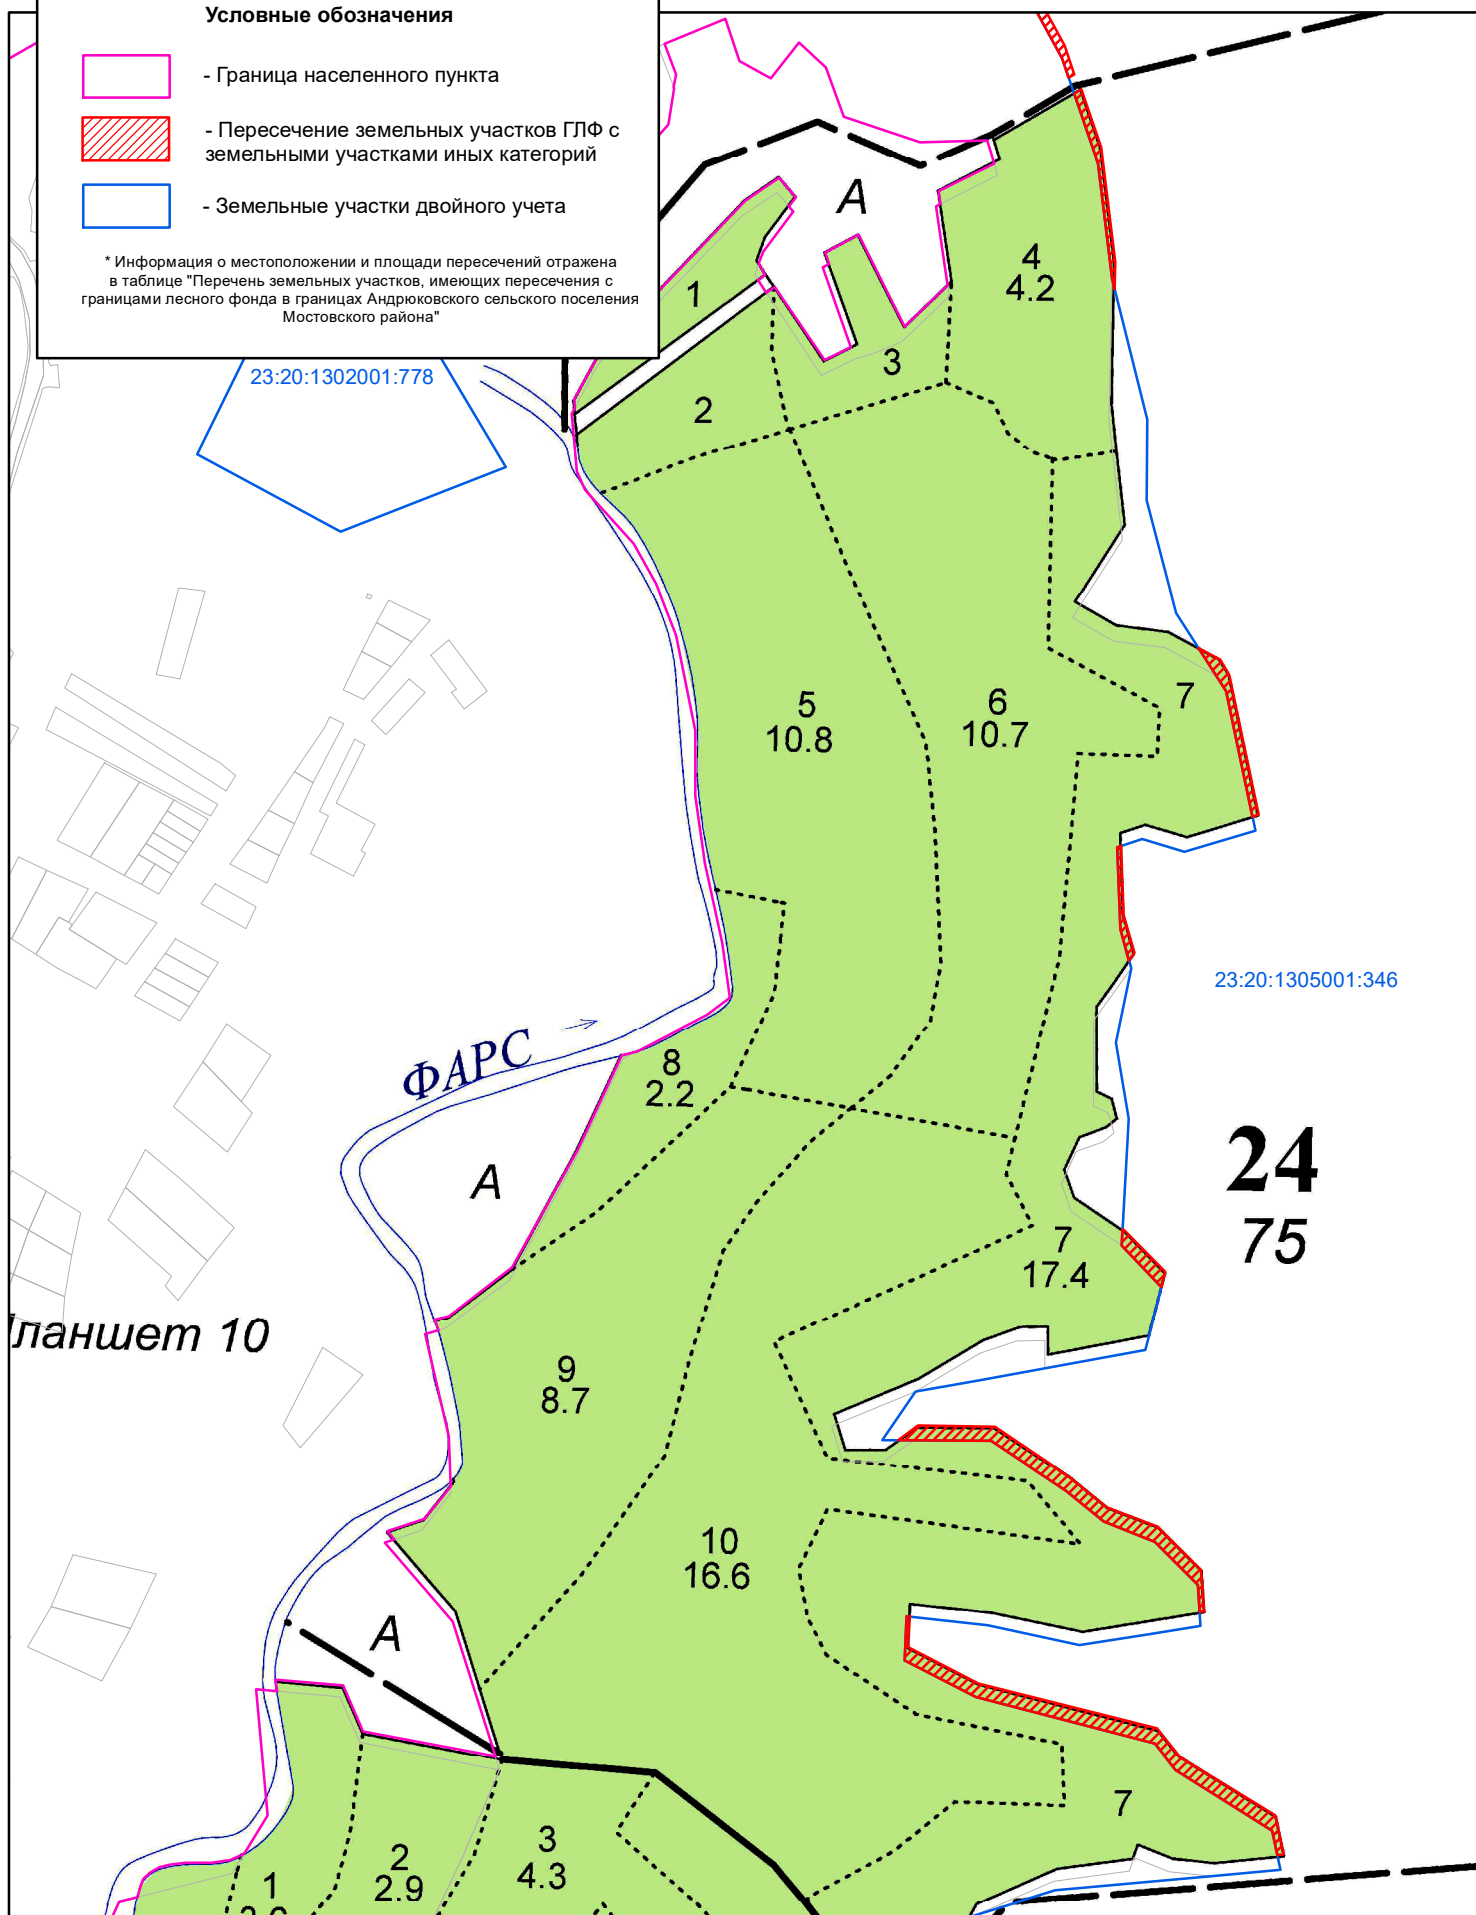 Условные обозначения
- Граница населенного пункта
- Пересечение земельных участков ГЛФ с
земельными участками иных категорий
- Земельные участки двойного учета
* Информация о местоположении и площади пересечений отражена
в таблице "Перечень земельных участков, имеющих пересечения с
границами лесного фонда в границах Андрюковского сельского поселения
Мостовского района"
А
4
4.2
1
3
2
23:20:1302001:778
5
10.8
6
10.7
7
23:20:1305001:346
ФАРС
8
2.2
А
24
75
7
17.4
ланшет 10
9
8.7
10
16.6
А
7
3
4.3
2
2.9
1